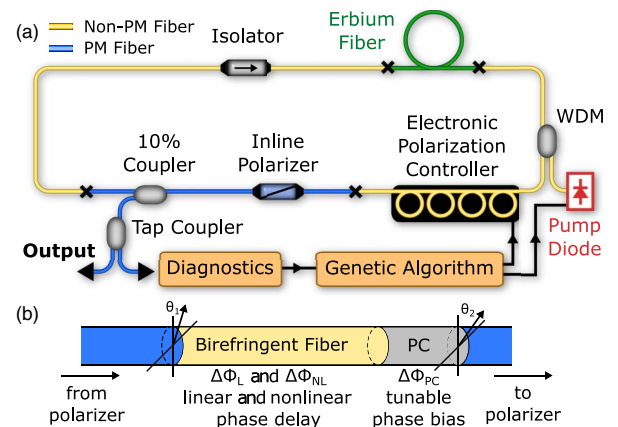 (a)
Non-PM Fiber
PM Fiber
Isolator
Erbium
Fiber
WDM
10%
Coupler
Inline
Polarizer
Electronic
Polarization
Controller
Tap Coupler
Pump
Diode
Output
Diagnostics
Genetic Algorithm
(b)
θ1
θ2
Birefringent Fiber
PC
from
polarizer
ΔΦL and ΔΦNL
linear and nonlinear
phase delay
ΔΦPC
tunable
phase bias
to
polarizer